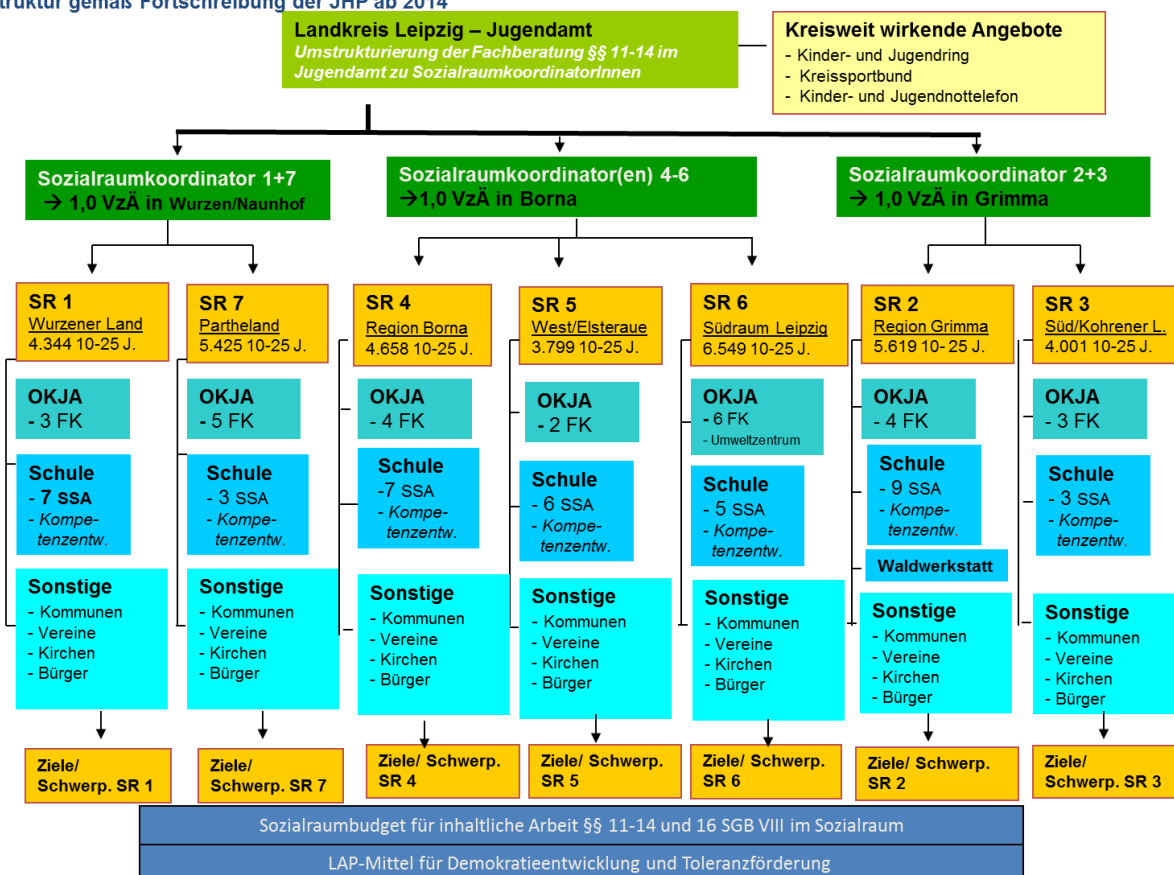 struktur gemäß Fortschreibung der JHP ab 2014
Landkreis Leipzig – Jugendamt
Umstrukturierung der Fachberatung §§ 11-14 im
Jugendamt zu SozialraumkoordinatorInnen
Kreisweit wirkende Angebote
- Kinder- und Jugendring
- Kreissportbund
- Kinder- und Jugendnottelefon
Sozialraumkoordinator 1+7
→ 1,0 VzÄ in Wurzen/Naunhof
Sozialraumkoordinator(en) 4-6
→1,0 VzÄ in Borna
Sozialraumkoordinator 2+3
→ 1,0 VzÄ in Grimma
SR 1
Wurzener Land
4.344 10-25 J.
SR 7
Partheland
5.425 10-25 J.
SR 4
Region Borna
4.658 10-25 J.
SR 5
West/Elsteraue
3.799 10-25 J.
SR 6
Südraum Leipzig
6.549 10-25 J.
SR 2
Region Grimma
5.619 10- 25 J.
SR 3
Süd/Kohrener L.
4.001 10-25 J.
OKJA
- 3 FK
OKJA
- 5 FK
OKJA
- 4 FK
OKJA
- 2 FK
OKJA
- 6 FK
- Umweltzentrum
OKJA
- 4 FK
OKJA
- 3 FK
Schule
- 7 SSA
- Kompe-
tenzentw.
Schule
- 3 SSA
- Kompe-
tenzentw.
Schule
-7 SSA
- Kompe-
tenzentw.
Schule
- 6 SSA
- Kompe-
tenzentw.
Schule
- 5 SSA
- Kompe-
tenzentw.
Schule
- 9 SSA
- Kompe-
tenzentw.
Waldwerkstatt
Schule
- 3 SSA
- Kompe-
tenzentw.
Sonstige
- Kommunen
- Vereine
- Kirchen
- Bürger
Sonstige
- Kommunen
- Vereine
- Kirchen
- Bürger
Sonstige
- Kommunen
- Vereine
- Kirchen
- Bürger
Sonstige
- Kommunen
- Vereine
- Kirchen
- Bürger
Sonstige
- Kommunen
- Vereine
- Kirchen
- Bürger
Sonstige
- Kommunen
- Vereine
- Kirchen
- Bürger
Sonstige
- Kommunen
- Vereine
- Kirchen
- Bürger
Ziele/
Schwerp. SR 1
Ziele/
Schwerp. SR 7
Ziele/ Schwerp.
SR 4
Ziele/ Schwerp.
SR 5
Ziele/ Schwerp.
SR 6
Ziele/ Schwerp.
SR 2
Ziele/
Schwerp. SR 3
Sozialraumbudget für inhaltliche Arbeit §§ 11-14 und 16 SGB VIII im Sozialraum
LAP-Mittel für Demokratieentwicklung und Toleranzförderung